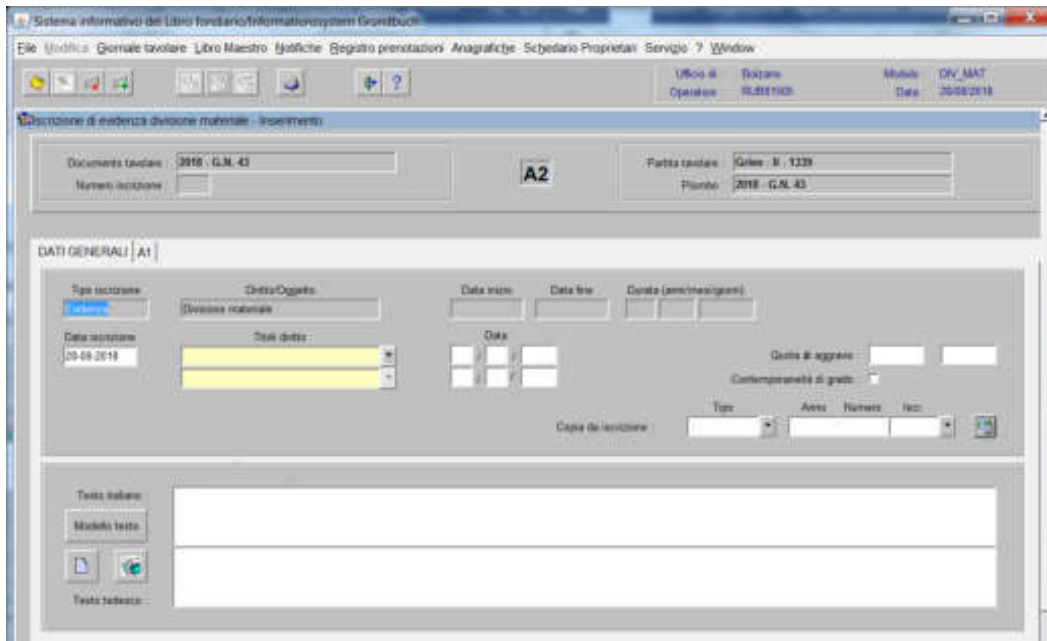 Sistema informativo del Libro fondiario/Informationssystem Grundbuch
File Modifica Giornale tavolare Libro Maestro Notifiche Registro prenotazioni Anagrafiche Schedario Proprietari Servizio ? Window
Ufficio di Bolzano Modulo DIV_MAT
Operatore Data 20/08/2018
Iscrizione di evidenza divisione materiale - Inserimento
Documento tavolare 2018 - G.N. 43 A2 Partita tavolare Gries - II - 1339
Numero iscrizione Piombo 2018 - G.N. 43
DATI GENERALI A1
Tipo iscrizione Diritto/Oggetto Data inizio Data fine Durata (anni/mesi/giorni)
Evidenza Divisione materiale
Data iscrizione Titoli diritto Data
20-08-2018 / / Quota di aggravio
/ / Contemporaneità di grado
Tipo Anno Numero Iscr.
Copia da iscrizione
Testo italiano
Modello testo
Testo tedesco